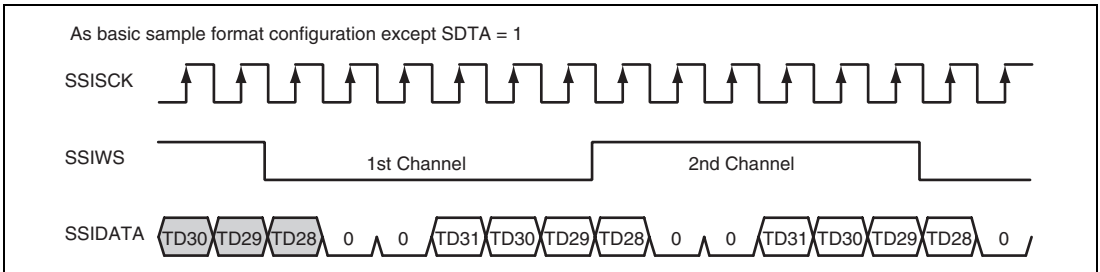 As basic sample format configuration except SDTA = 1
SSISCK
SSIWS
1st Channel
2nd Channel
SSIDATA
TD30 TD29 TD28 0 0 TD31 TD30 TD29 TD28 0 0 TD31 TD30 TD29 TD28 0